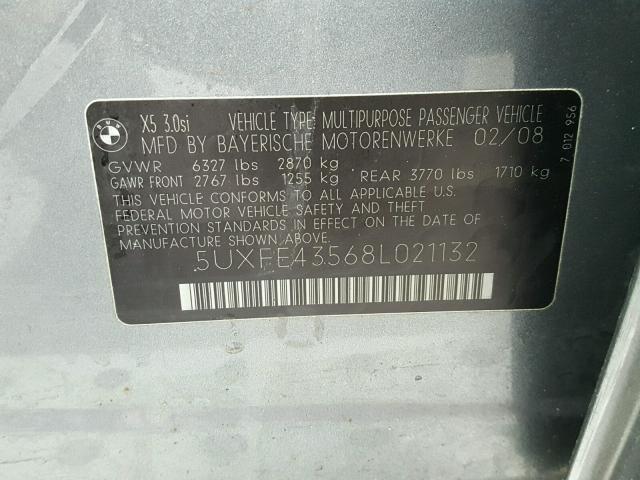 BMW
X5 3.0si VEHICLE TYPE: MULTIPURPOSE PASSENGER VEHICLE
MFD BY BAYERISCHE MOTORENWERKE 02/08
GVWR 6327 lbs 2870 kg
GAWR FRONT 2767 lbs 1255 kg • REAR 3770 lbs 1710 kg
THIS VEHICLE CONFORMS TO ALL APPLICABLE U.S.
FEDERAL MOTOR VEHICLE SAFETY AND THEFT
PREVENTION STANDARDS IN EFFECT ON THE DATE OF
MANUFACTURE SHOWN ABOVE.
5UXFE43568L021132
7 012 956